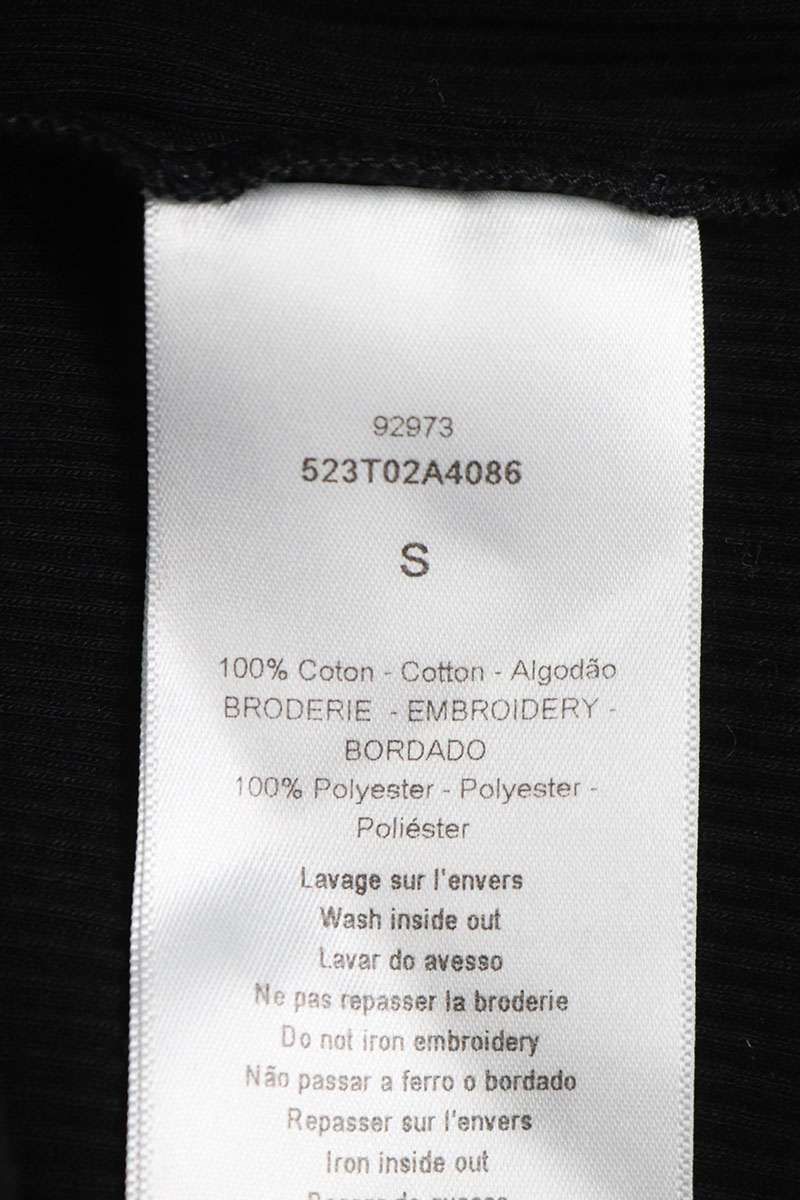 92973
523T02A4086
S
100% Coton - Cotton - Algodão
BRODERIE - EMBROIDERY -
BORDADO
100% Polyester - Polyester -
Poliéster
Lavage sur l'envers
Wash inside out
Lavar do avesso
Ne pas repasser la broderie
Do not iron embroidery
Não passar a ferro o bordado
Repasser sur l'envers
Iron inside out